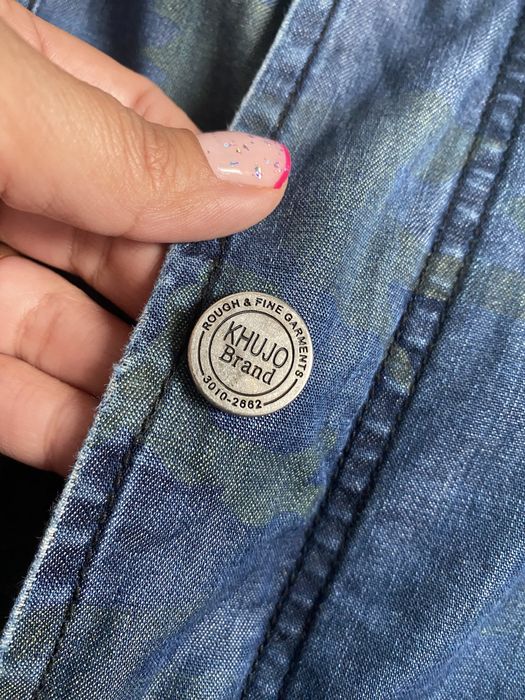 ROUGH & FINE GARMENTS
KHUJO
Brand
-3010-2662-